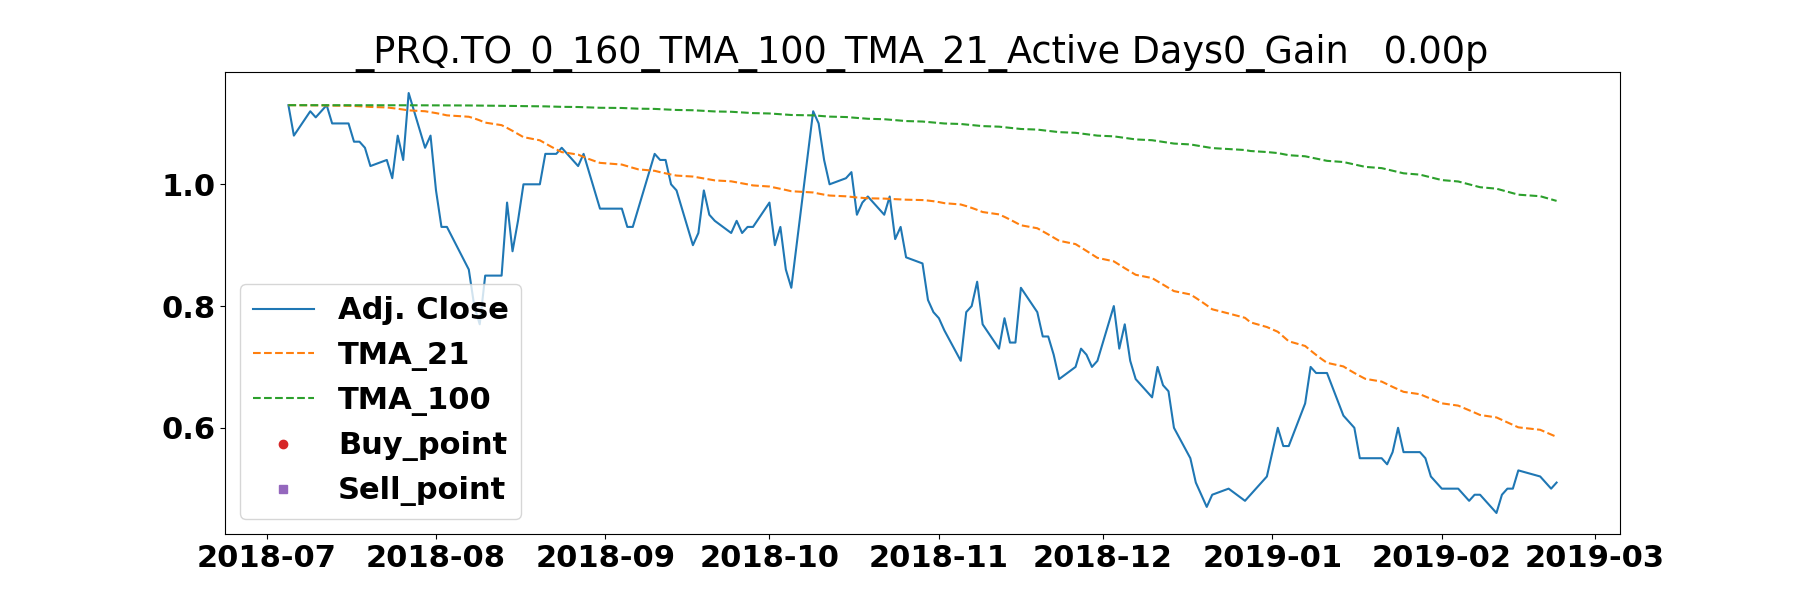 _PRQ.TO_0_160_TMA_100_TMA_21_Active Days0_Gain   0.00p
1.0
0.8
0.6
Adj. Close
TMA_21
TMA_100
Buy_point
Sell_point
2018-07 2018-08 2018-09 2018-10 2018-11 2018-12 2019-01 2019-02 2019-03